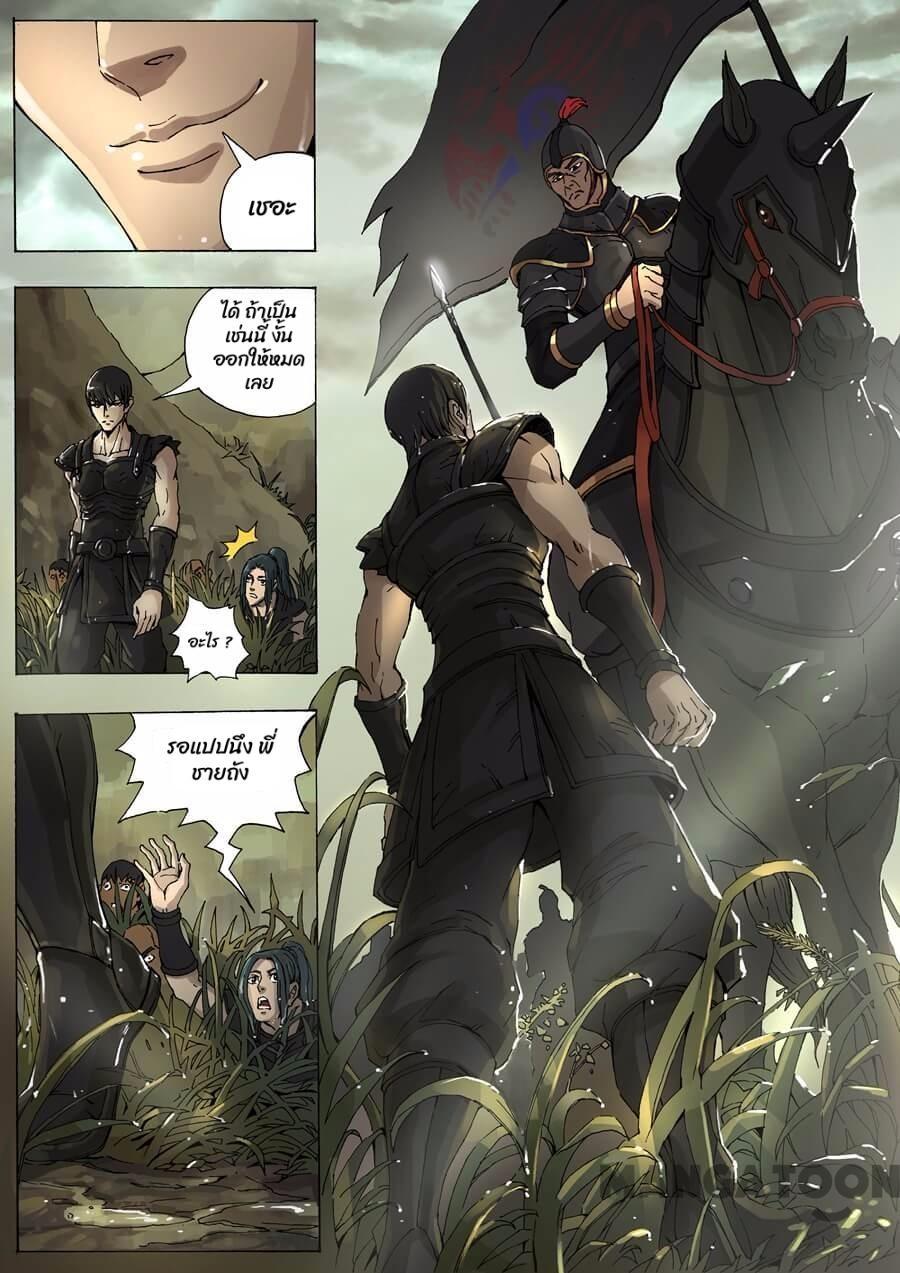 เชอะ
ได้ ถ้าเป็น
เช่นนี้ งั้น
ออกให้หมด
เลย
อะไร ?
รอแปปนึง พี่
ชายถัง
MANGATOON